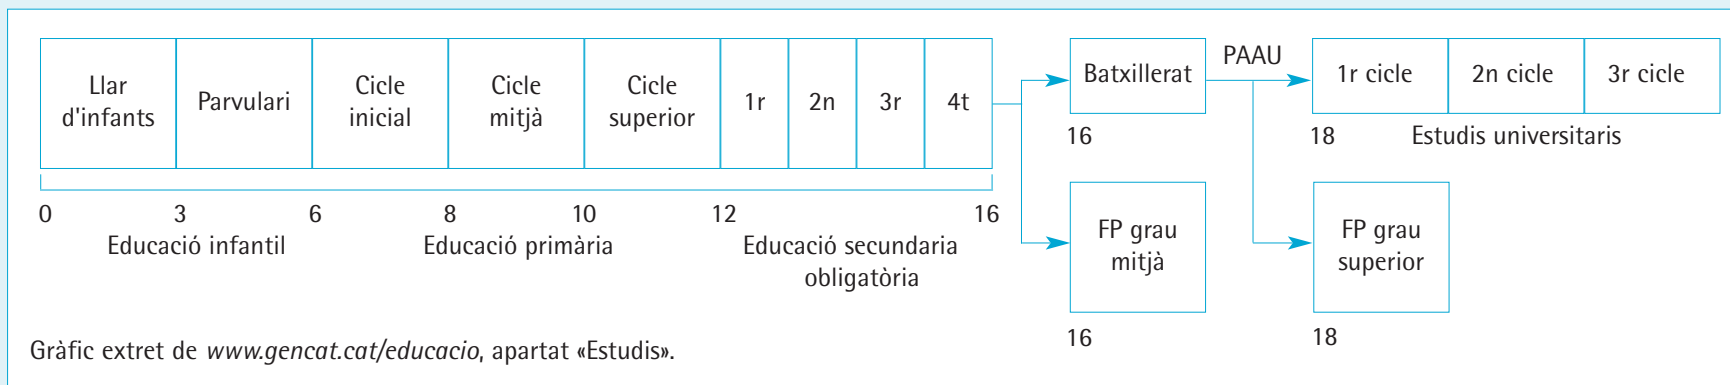 Llar
d'infants
Parvulari
Cicle
inicial
Cicle
mitjà
Cicle
superior
1r
2n
3r
4t
0
3
6
8
10
12
16
Educació infantil
Educació primària
Educació secundaria
obligatòria
Batxillerat
16
PAAU
1r cicle
2n cicle
3r cicle
18
Estudis universitaris
FP grau
mitjà
16
FP grau
superior
18
Gràfic extret de www.gencat.cat/educacio, apartat «Estudis».